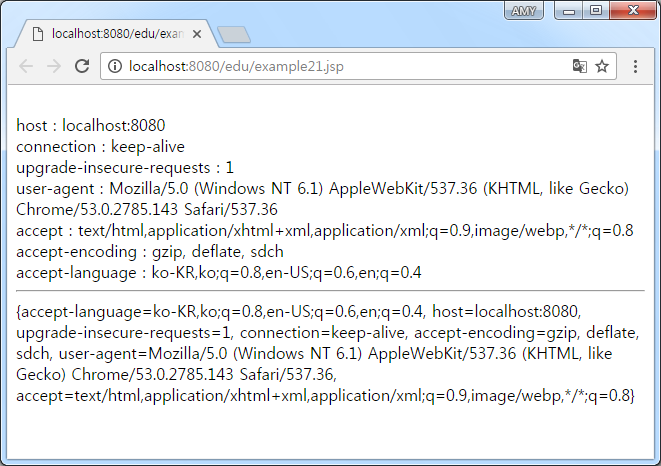 AMY
localhost:8080/edu/exam
localhost:8080/edu/example21.jsp
host : localhost:8080
connection : keep-alive
upgrade-insecure-requests : 1
user-agent : Mozilla/5.0 (Windows NT 6.1) AppleWebKit/537.36 (KHTML, like Gecko)
Chrome/53.0.2785.143 Safari/537.36
accept : text/html,application/xhtml+xml,application/xml;q=0.9,image/webp,*/*;q=0.8
accept-encoding : gzip, deflate, sdch
accept-language : ko-KR,ko;q=0.8,en-US;q=0.6,en;q=0.4
{accept-language=ko-KR,ko;q=0.8,en-US;q=0.6,en;q=0.4, host=localhost:8080,
upgrade-insecure-requests=1, connection=keep-alive, accept-encoding=gzip, deflate,
sdch, user-agent=Mozilla/5.0 (Windows NT 6.1) AppleWebKit/537.36 (KHTML, like
Gecko) Chrome/53.0.2785.143 Safari/537.36,
accept=text/html,application/xhtml+xml,application/xml;q=0.9,image/webp,*/*;q=0.8}